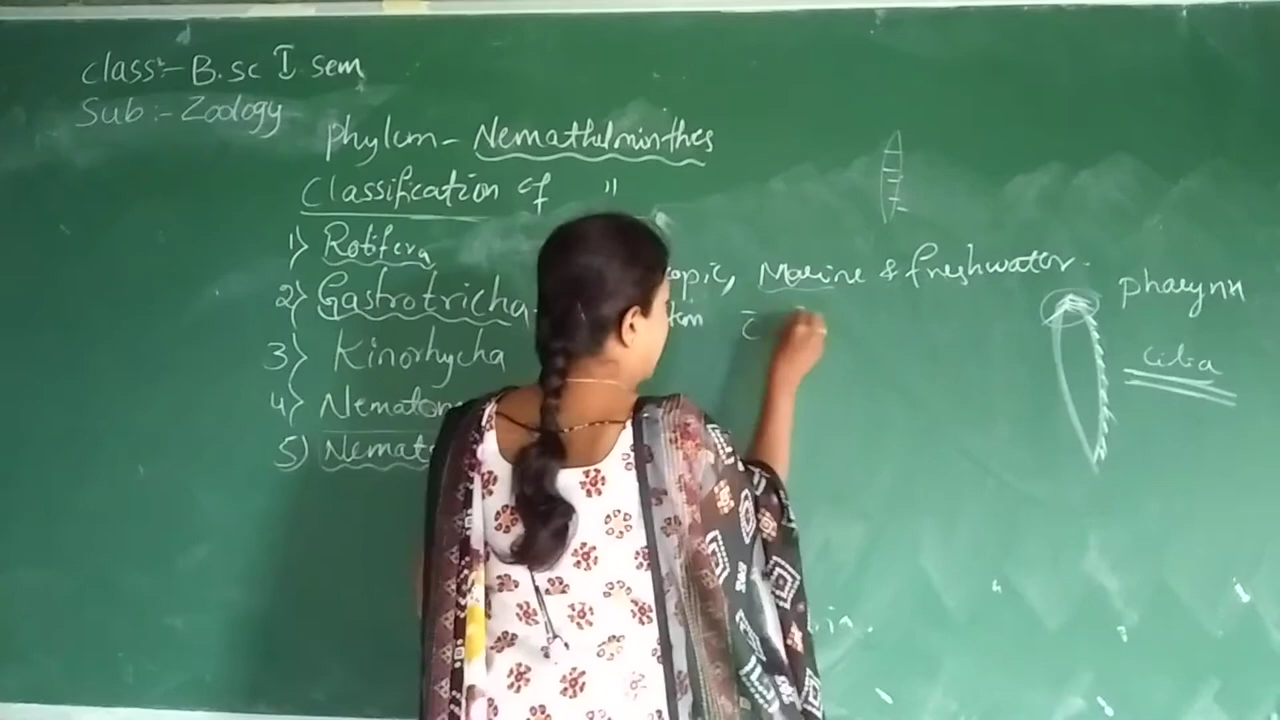 class:- B.sc I sem
Sub:- Zoology
phylum - Nemathelminthes
Classification of "
1) Rotifera
2) Gastrotricha- opic, Marine & freshwater.
3) Kinorhycha
4) Nematom
5) Nemat
pharynx
Cilia